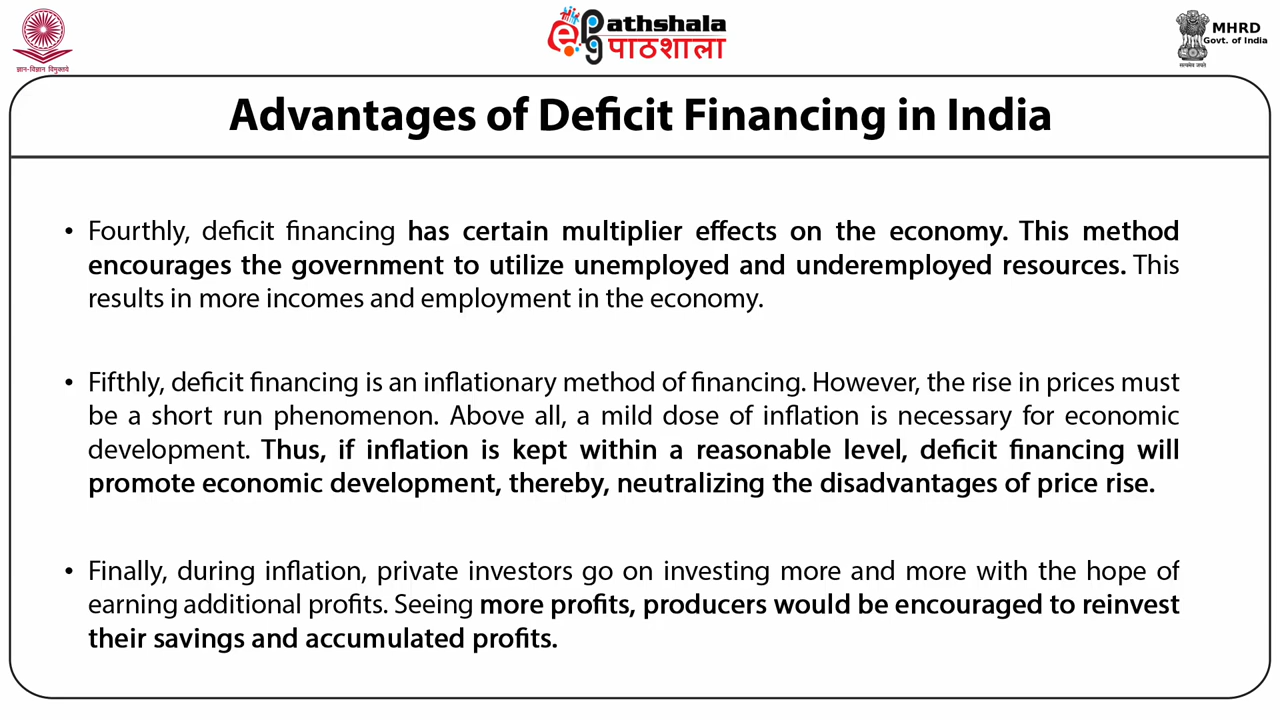 ज्ञान-विज्ञान विमुक्तये
ePg
athshala
पाठशाला
MHRD
Govt. of India
सत्यमेव जयते
Advantages of Deficit Financing in India
• Fourthly, deficit financing has certain multiplier effects on the economy. This method
encourages the government to utilize unemployed and underemployed resources. This
results in more incomes and employment in the economy.
• Fifthly, deficit financing is an inflationary method of financing. However, the rise in prices must
be a short run phenomenon. Above all, a mild dose of inflation is necessary for economic
development. Thus, if inflation is kept within a reasonable level, deficit financing will
promote economic development, thereby, neutralizing the disadvantages of price rise.
• Finally, during inflation, private investors go on investing more and more with the hope of
earning additional profits. Seeing more profits, producers would be encouraged to reinvest
their savings and accumulated profits.